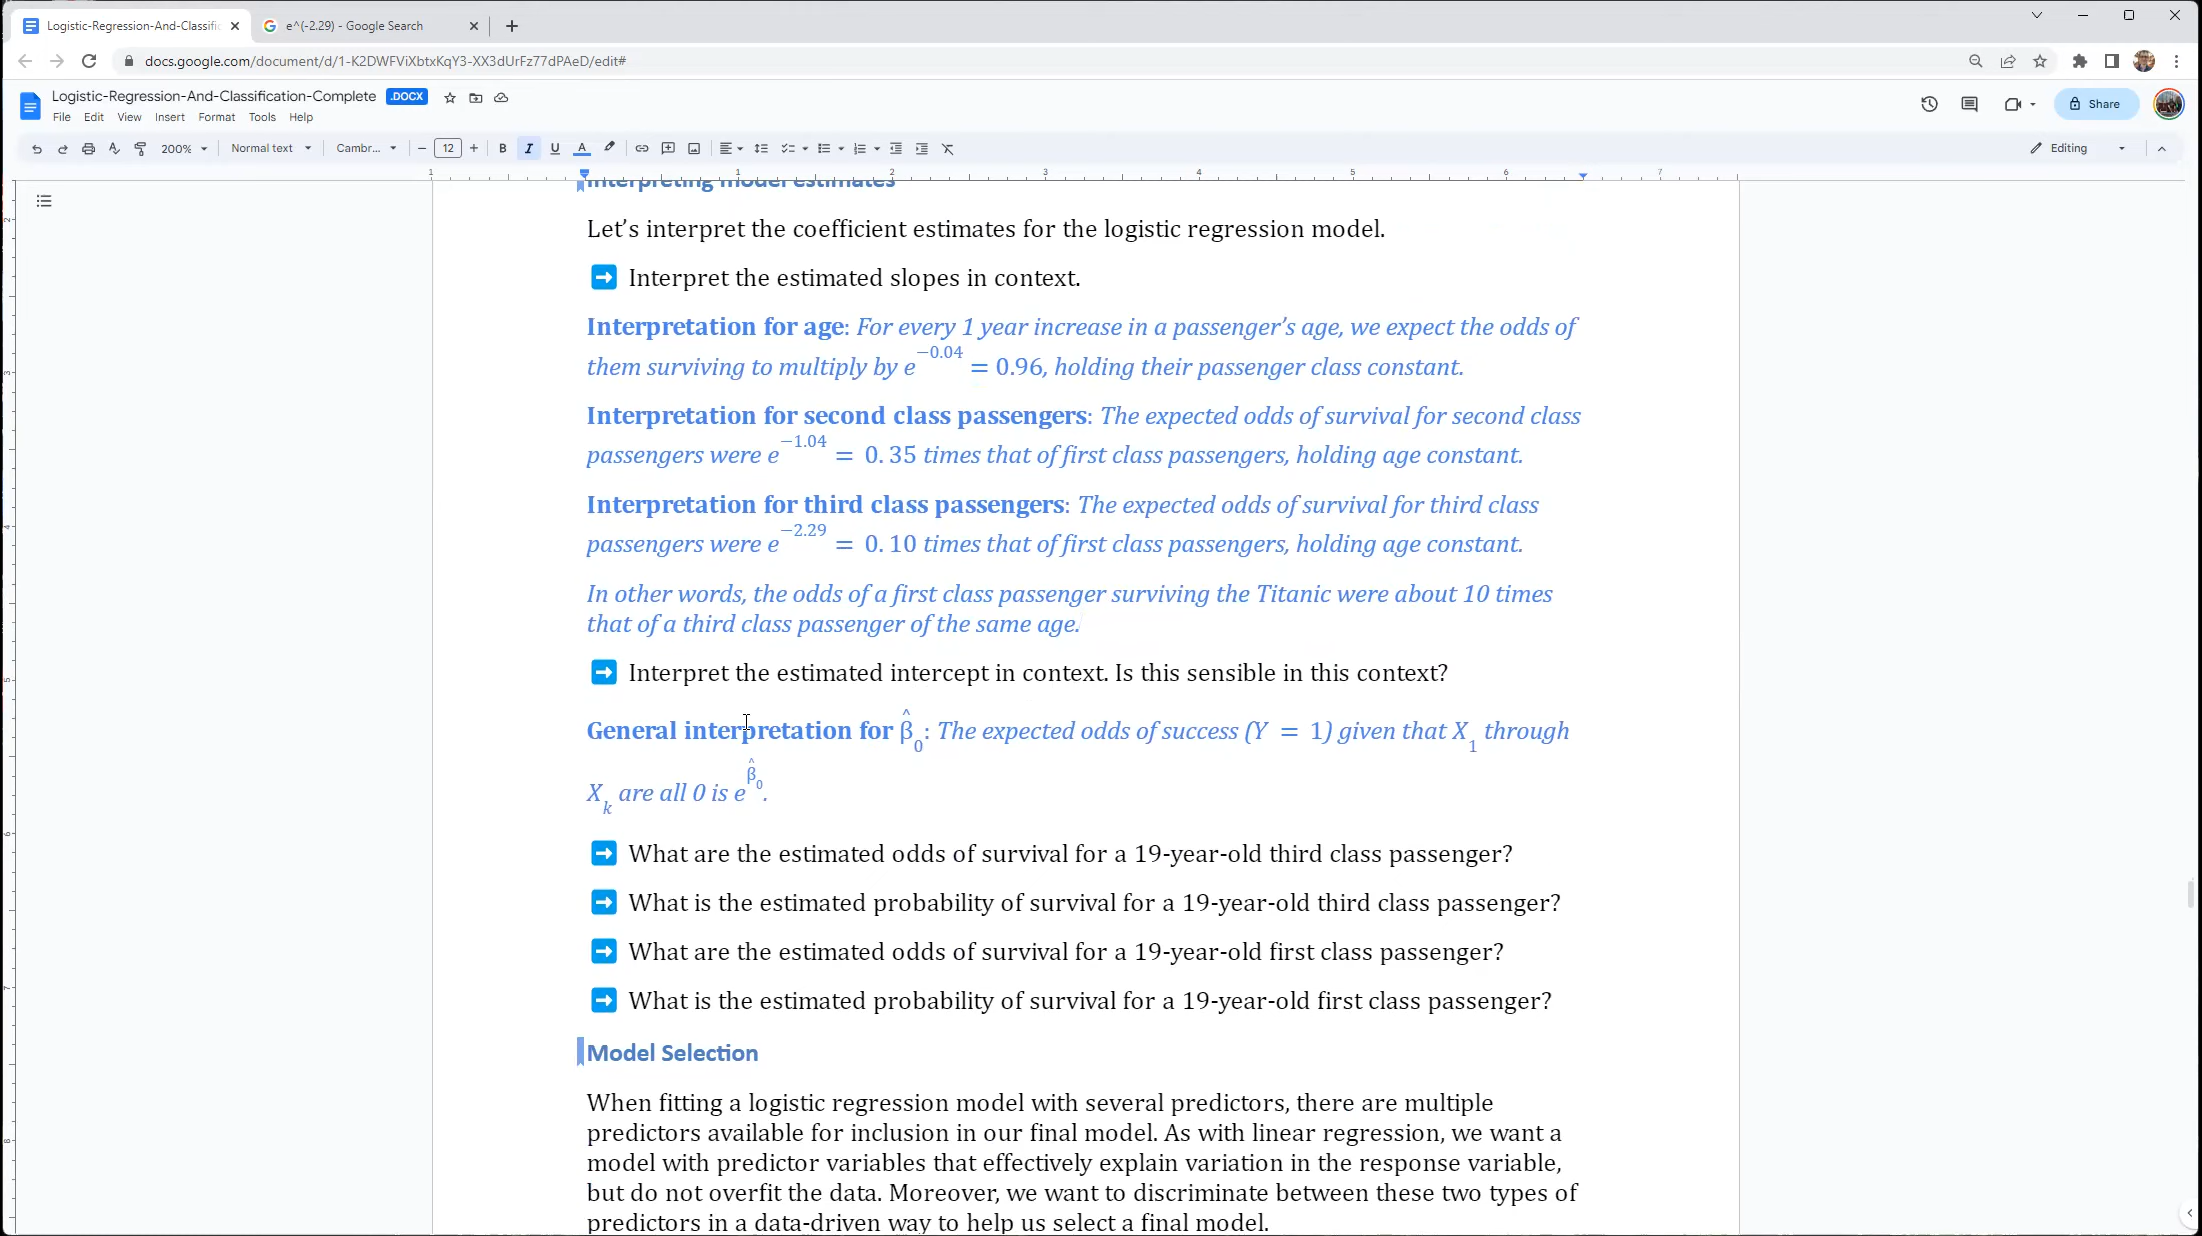 Logistic-Regression-And-Classific
e^(-2.29) - Google Search
docs.google.com/document/d/1-K2DWFViXbtxKqY3-XX3dUrFz77dPAeD/edit#
Logistic-Regression-And-Classification-Complete .DOCX
File Edit View Insert Format Tools Help
Share
200% Normal text Cambr... − 12 + B I U A Editing
1 1 2 3 4 5 6 7
Interpreting model estimates
Let’s interpret the coefficient estimates for the logistic regression model.
➡ Interpret the estimated slopes in context.
Interpretation for age: For every 1 year increase in a passenger’s age, we expect the odds of
them surviving to multiply by e^−0.04 = 0.96, holding their passenger class constant.
Interpretation for second class passengers: The expected odds of survival for second class
passengers were e^−1.04 = 0.35 times that of first class passengers, holding age constant.
Interpretation for third class passengers: The expected odds of survival for third class
passengers were e^−2.29 = 0.10 times that of first class passengers, holding age constant.
In other words, the odds of a first class passenger surviving the Titanic were about 10 times
that of a third class passenger of the same age.
➡ Interpret the estimated intercept in context. Is this sensible in this context?
General interpretation for β̂₀: The expected odds of success (Y = 1) given that X₁ through
Xₖ are all 0 is e^β̂₀.
➡ What are the estimated odds of survival for a 19-year-old third class passenger?
➡ What is the estimated probability of survival for a 19-year-old third class passenger?
➡ What are the estimated odds of survival for a 19-year-old first class passenger?
➡ What is the estimated probability of survival for a 19-year-old first class passenger?
Model Selection
When fitting a logistic regression model with several predictors, there are multiple
predictors available for inclusion in our final model. As with linear regression, we want a
model with predictor variables that effectively explain variation in the response variable,
but do not overfit the data. Moreover, we want to discriminate between these two types of
predictors in a data-driven way to help us select a final model.